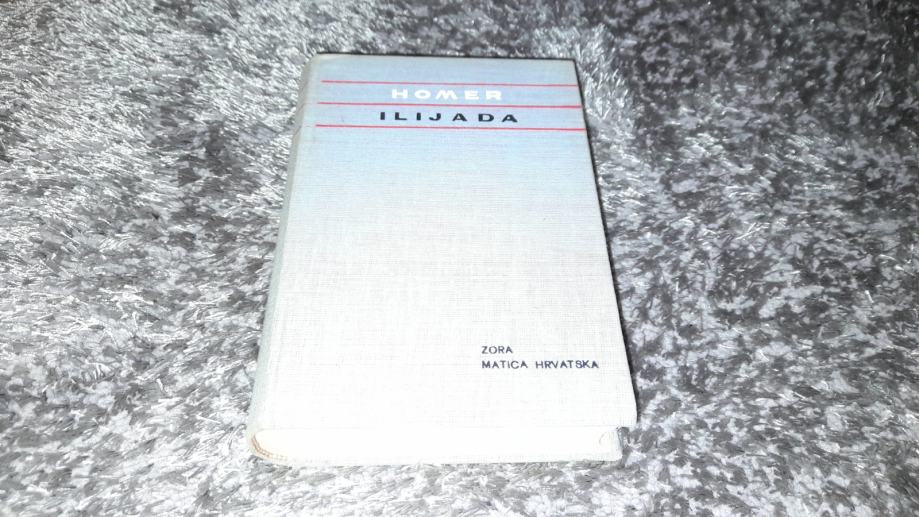 HOMER
ILIJADA
ZORA
MATICA HRVATSKA